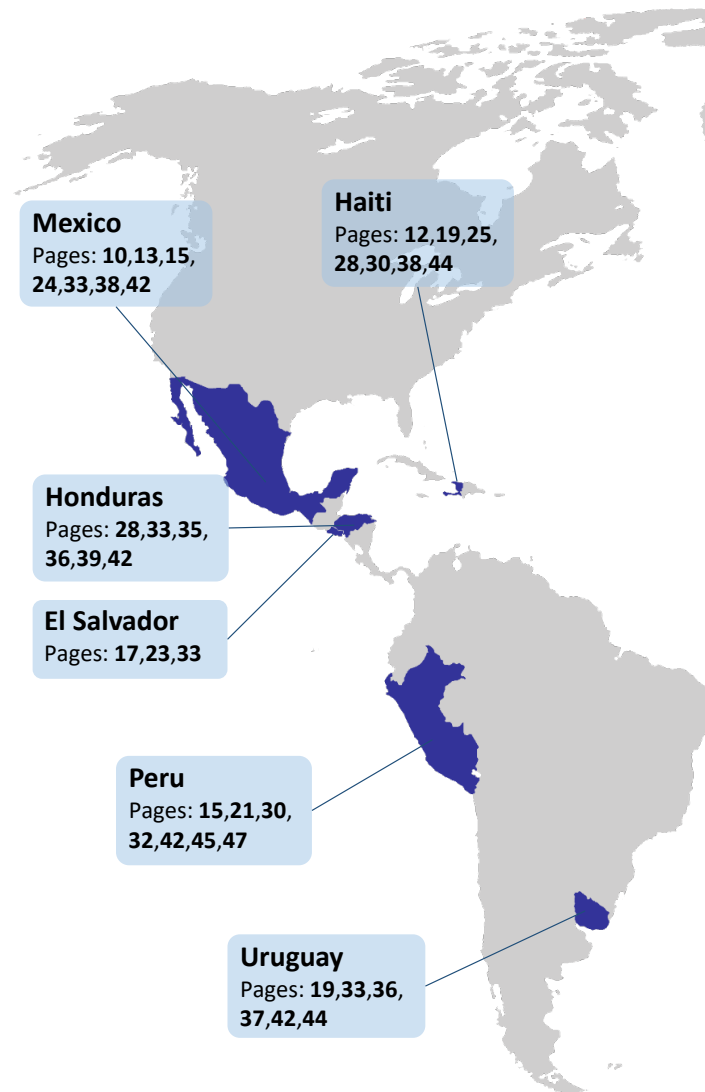 Haiti
Pages: 12,19,25,
28,30,38,44
Mexico
Pages: 10,13,15,
24,33,38,42
Honduras
Pages: 28,33,35,
36,39,42
El Salvador
Pages: 17,23,33
Peru
Pages: 15,21,30,
32,42,45,47
Uruguay
Pages: 19,33,36,
37,42,44